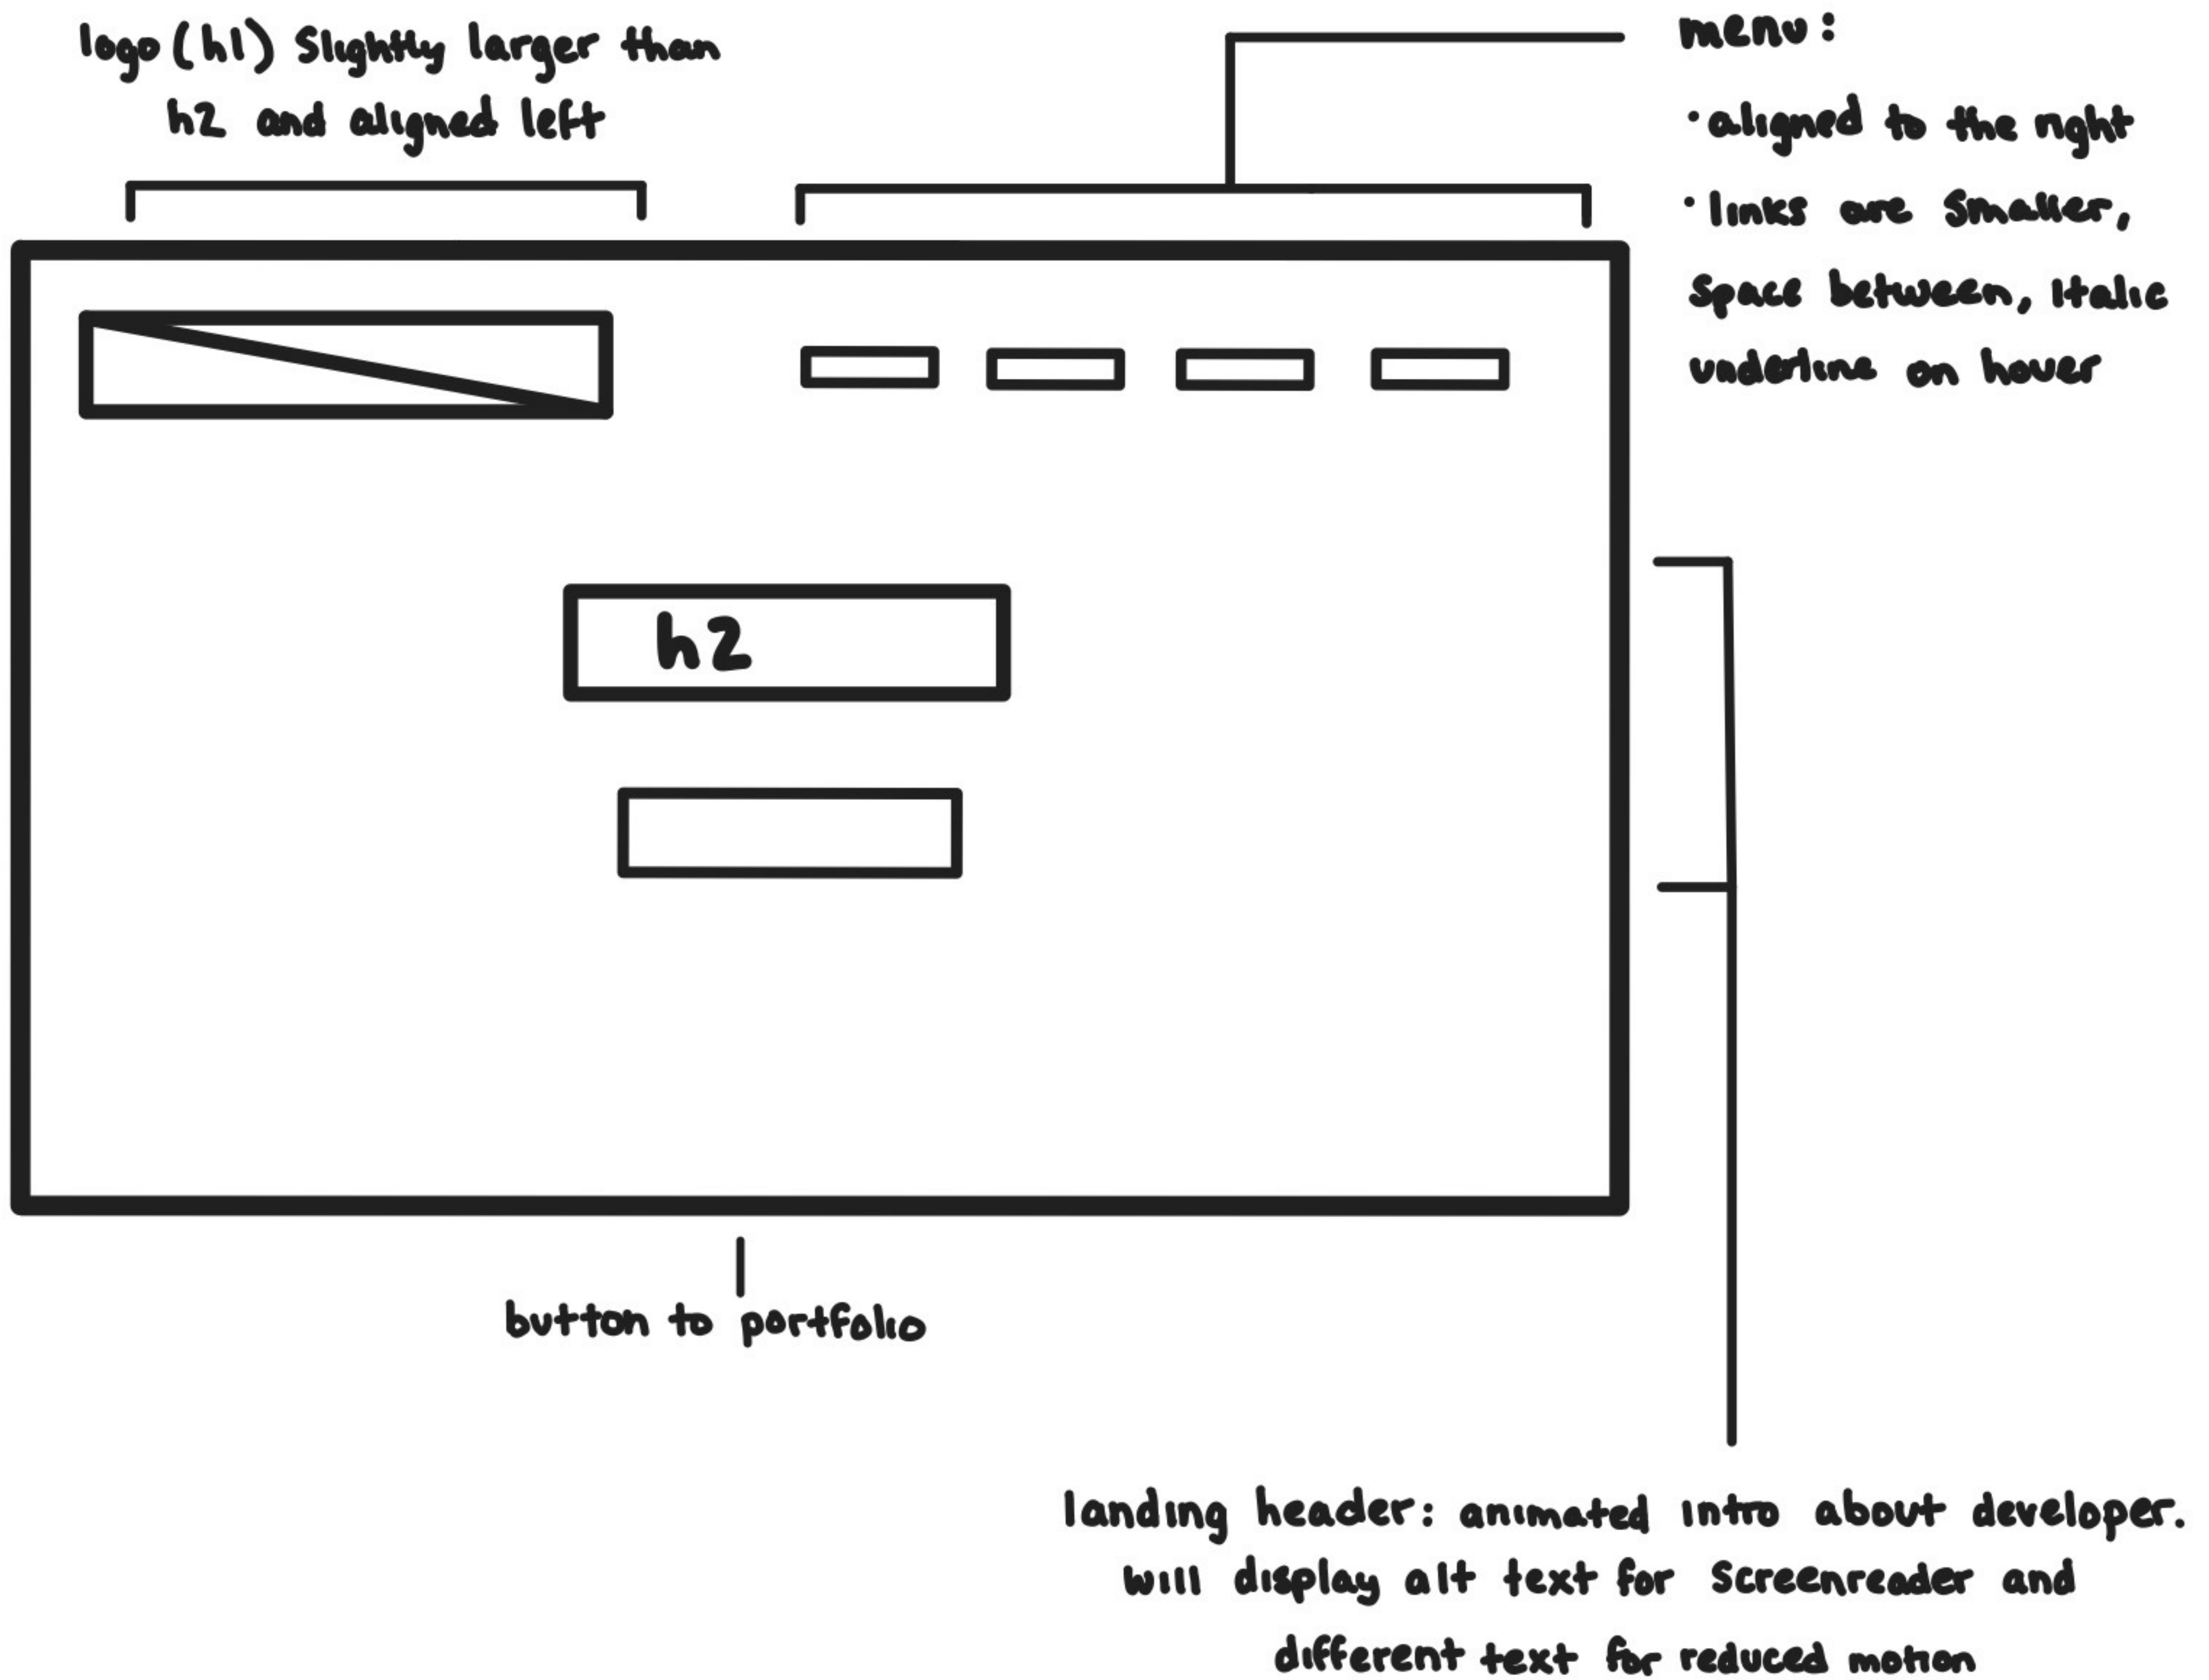 logo (h1) slightly larger than
h2 and aligned left
menu:
• aligned to the right
• links are smaller,
space between, italic
underline on hover
h2
button to portfolio
landing header: animated intro about developer.
will display alt text for screenreader and
different text for reduced motion